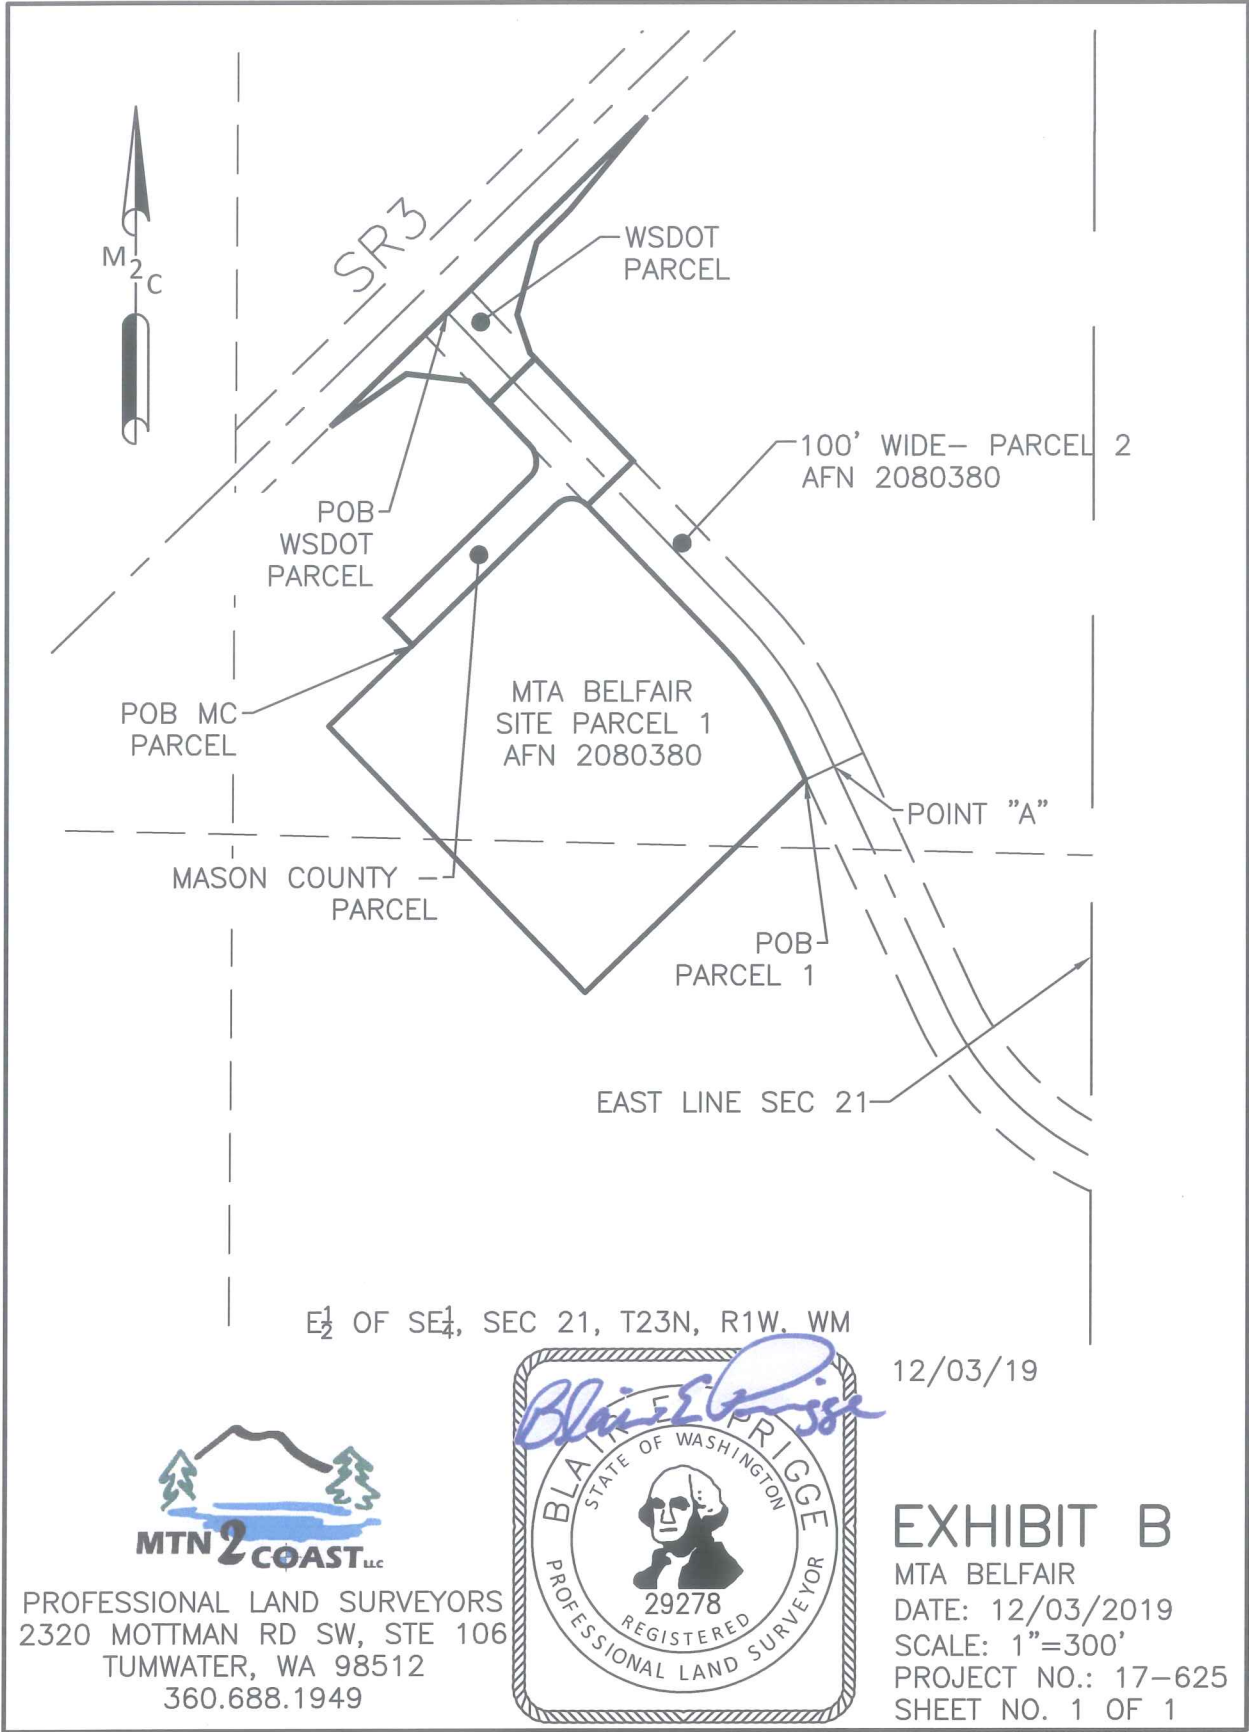 SR3
M2C
WSDOT
PARCEL
100' WIDE– PARCEL 2
AFN 2080380
POB
WSDOT
PARCEL
POB MC
PARCEL
MTA BELFAIR
SITE PARCEL 1
AFN 2080380
POINT "A"
MASON COUNTY
PARCEL
POB
PARCEL 1
EAST LINE SEC 21
E½ OF SE¼, SEC 21, T23N, R1W, WM
12/03/19
Blair E Prigge
BLAIR E. PRIGGE
STATE OF WASHINGTON
29278
REGISTERED
PROFESSIONAL LAND SURVEYOR
MTN 2 COAST LLC
PROFESSIONAL LAND SURVEYORS
2320 MOTTMAN RD SW, STE 106
TUMWATER, WA 98512
360.688.1949
EXHIBIT B
MTA BELFAIR
DATE: 12/03/2019
SCALE: 1"=300'
PROJECT NO.: 17–625
SHEET NO. 1 OF 1